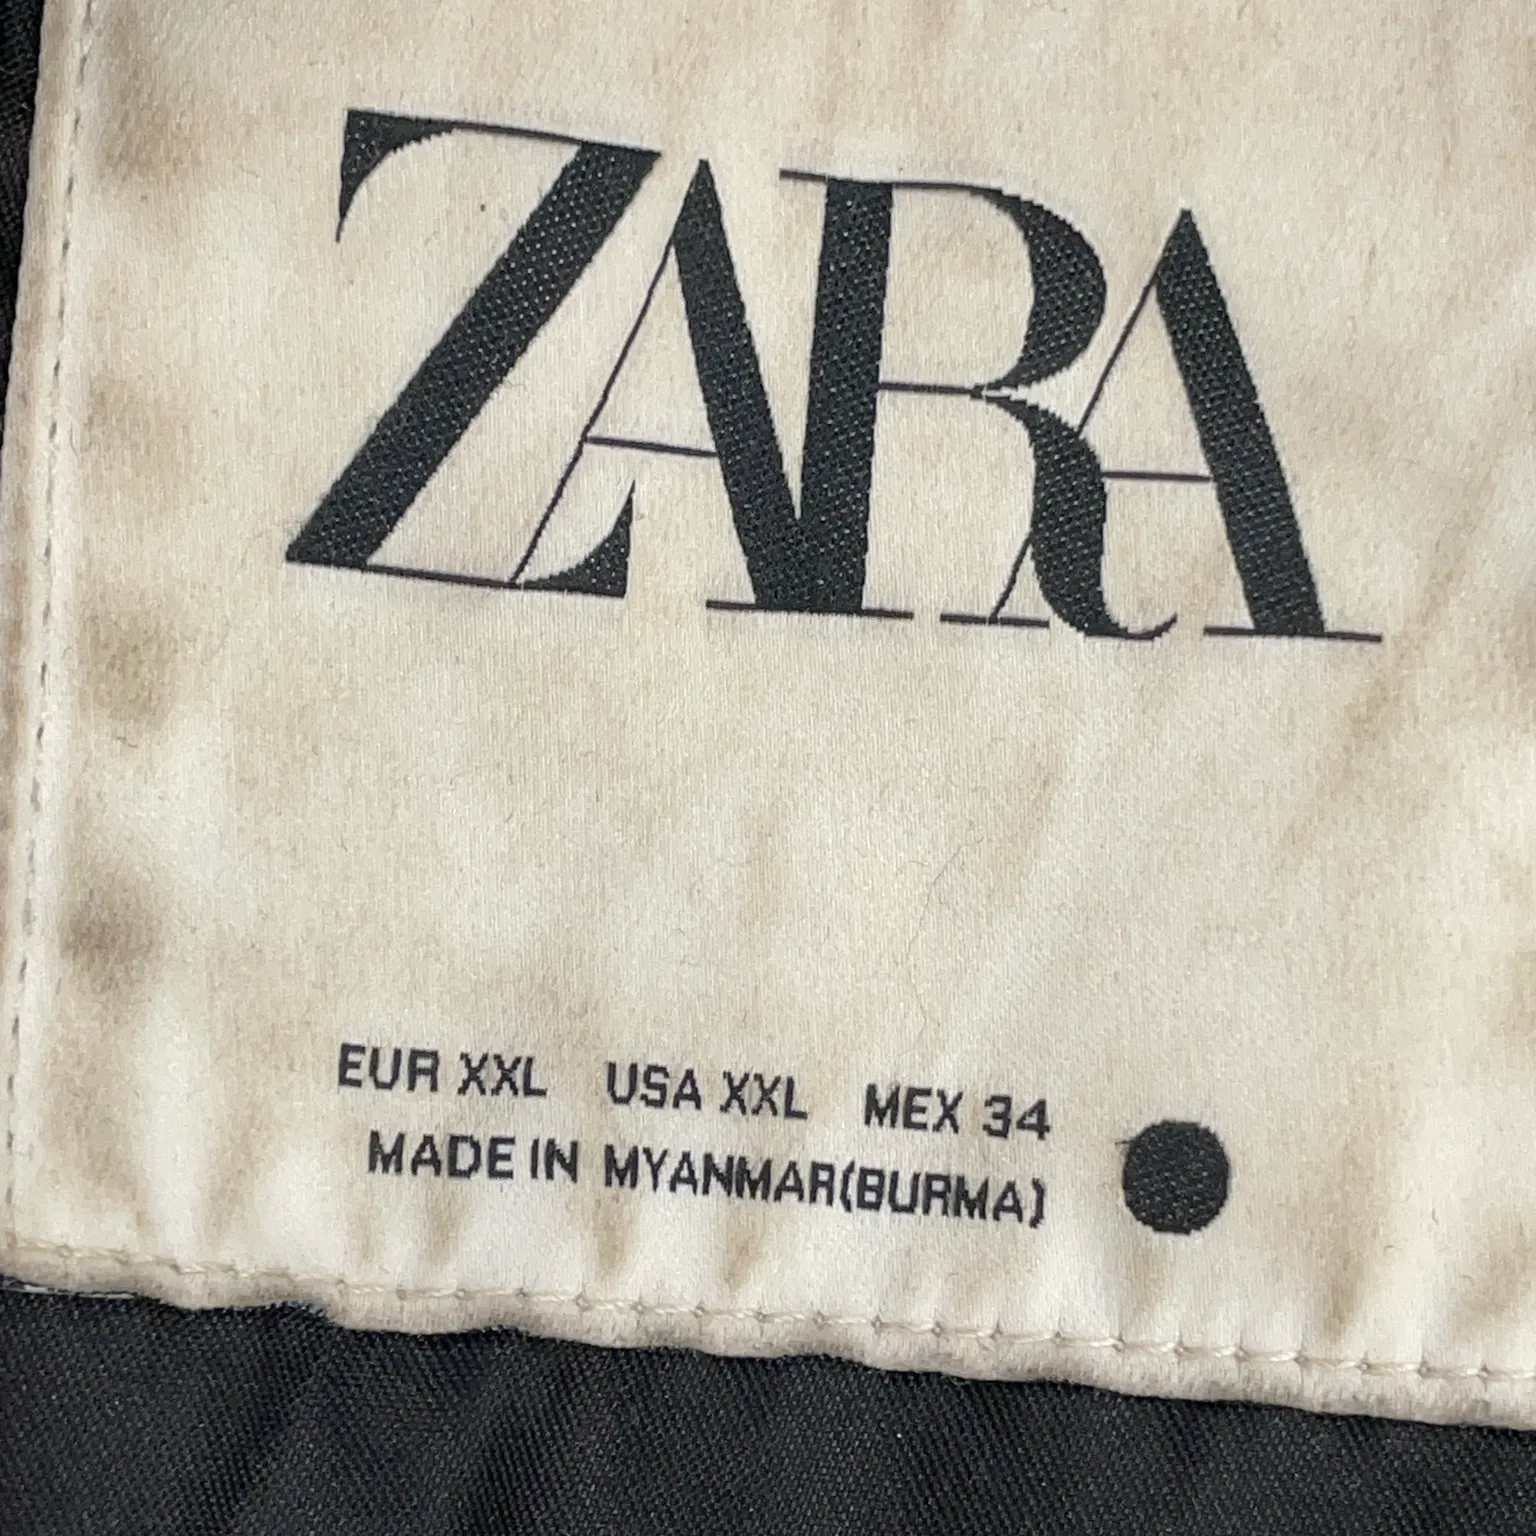 ZARA
EUR XXL USA XXL MEX 34
MADE IN MYANMAR(BURMA)